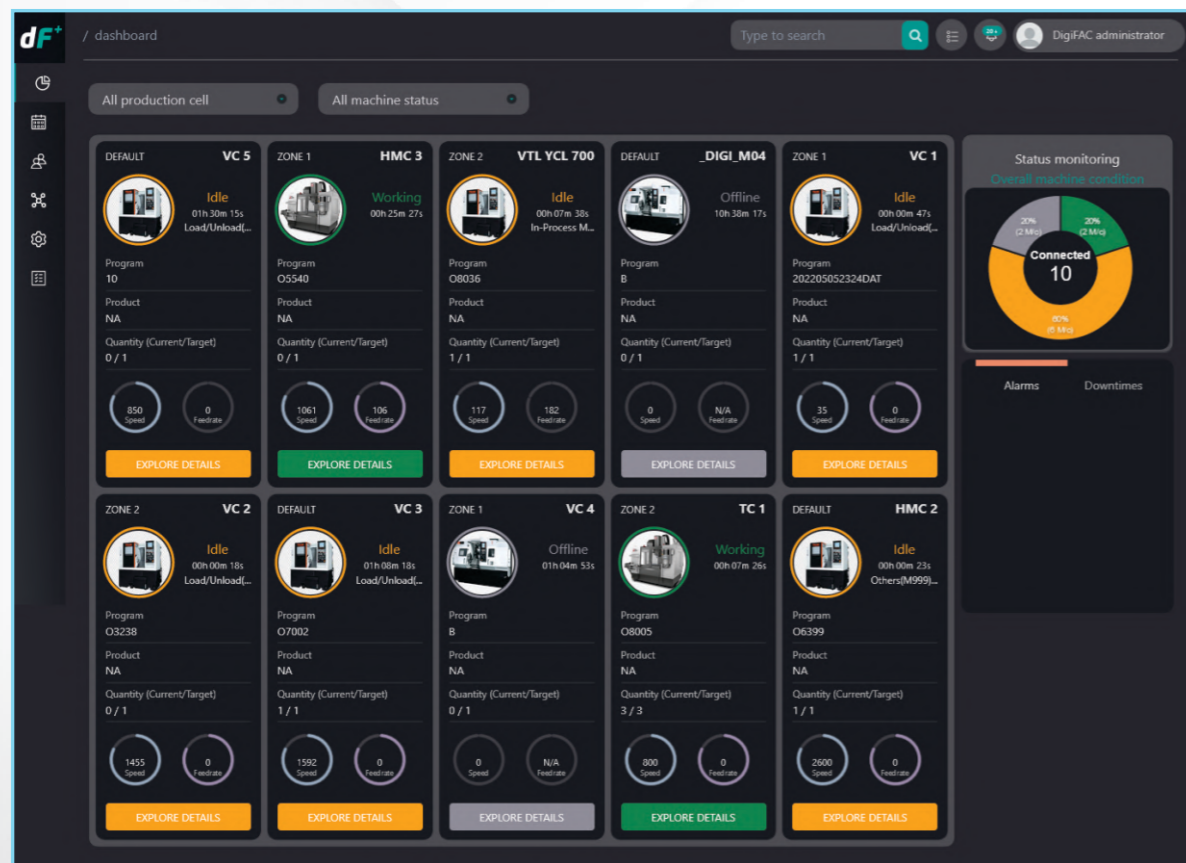 dF+
/ dashboard
Type to search
20+
DigiFAC administrator
All production cell
All machine status
DEFAULT VC 5
Idle
01h 30m 15s
Load/Unload(...
Program
10
Product
NA
Quantity (Current/Target)
0 / 1
850
Speed
0
Feedrate
EXPLORE DETAILS
ZONE 1 HMC 3
Working
00h 25m 27s
Program
O5540
Product
NA
Quantity (Current/Target)
0 / 1
1061
Speed
106
Feedrate
EXPLORE DETAILS
ZONE 2 VTL YCL 700
Idle
00h 07m 38s
In-Process M...
Program
O8036
Product
NA
Quantity (Current/Target)
1 / 1
117
Speed
182
Feedrate
EXPLORE DETAILS
DEFAULT _DIGI_M04
Offline
10h 38m 17s
Program
B
Product
NA
Quantity (Current/Target)
0 / 1
0
Speed
N/A
Feedrate
EXPLORE DETAILS
ZONE 1 VC 1
Idle
00h 00m 47s
Load/Unload(...
Program
202205052324DAT
Product
NA
Quantity (Current/Target)
1 / 1
35
Speed
0
Feedrate
EXPLORE DETAILS
ZONE 2 VC 2
Idle
00h 00m 18s
Load/Unload(...
Program
O3238
Product
NA
Quantity (Current/Target)
0 / 1
1455
Speed
0
Feedrate
EXPLORE DETAILS
DEFAULT VC 3
Idle
01h 08m 18s
Load/Unload(...
Program
O7002
Product
NA
Quantity (Current/Target)
1 / 1
1592
Speed
0
Feedrate
EXPLORE DETAILS
ZONE 1 VC 4
Offline
01h 04m 53s
Program
B
Product
NA
Quantity (Current/Target)
0 / 1
0
Speed
N/A
Feedrate
EXPLORE DETAILS
ZONE 2 TC 1
Working
00h 07m 26s
Program
O8005
Product
NA
Quantity (Current/Target)
3 / 3
800
Speed
0
Feedrate
EXPLORE DETAILS
DEFAULT HMC 2
Idle
00h 00m 23s
Others(M999)...
Program
O6399
Product
NA
Quantity (Current/Target)
1 / 1
2600
Speed
0
Feedrate
EXPLORE DETAILS
Status monitoring
Overall machine condition
20%
(2 M/c)
20%
(2 M/c)
Connected
10
60%
(6 M/c)
Alarms Downtimes